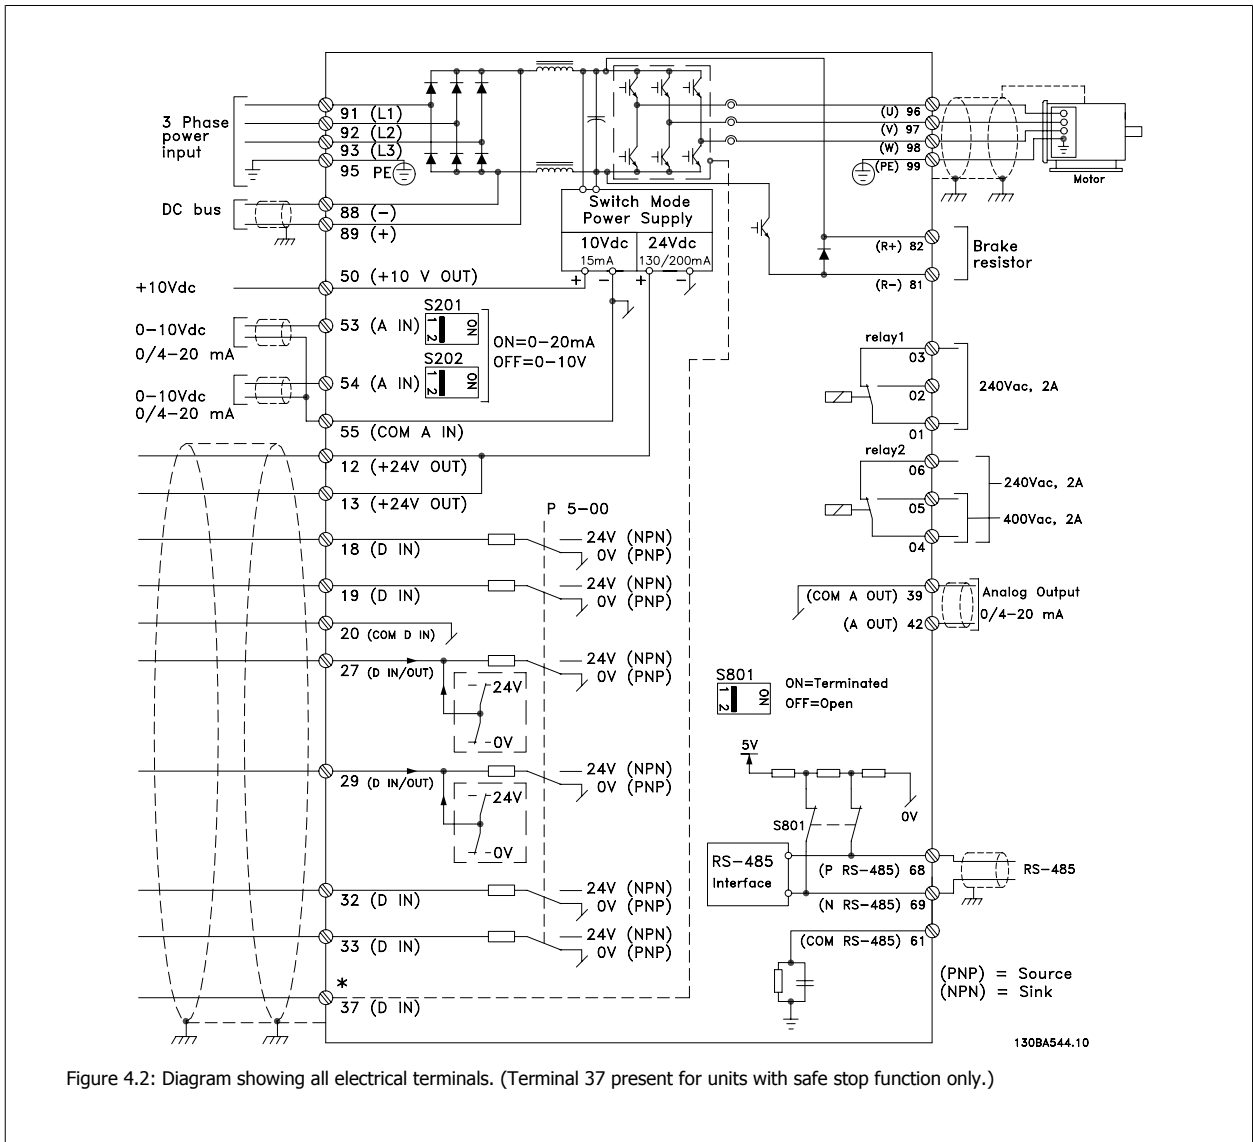 3 Phase
power
input
91 (L1)
92 (L2)
93 (L3)
95 PE
DC bus
88 (−)
89 (+)
+10Vdc
50 (+10 V OUT)
0−10Vdc
0/4−20 mA
53 (A IN)
S201
1 2
ON
ON=0−20mA
OFF=0−10V
0−10Vdc
0/4−20 mA
54 (A IN)
S202
1 2
ON
55 (COM A IN)
12 (+24V OUT)
13 (+24V OUT)
P 5-00
18 (D IN)
24V (NPN)
0V (PNP)
19 (D IN)
24V (NPN)
0V (PNP)
20 (COM D IN)
27 (D IN/OUT)
24V (NPN)
0V (PNP)
24V
0V
29 (D IN/OUT)
24V (NPN)
0V (PNP)
24V
0V
32 (D IN)
24V (NPN)
0V (PNP)
33 (D IN)
24V (NPN)
0V (PNP)
*
37 (D IN)
Switch Mode
Power Supply
10Vdc
15mA
24Vdc
130/200mA
+ − + −
(U) 96
(V) 97
(W) 98
(PE) 99
Motor
(R+) 82
(R−) 81
Brake
resistor
relay1
03
02
01
240Vac, 2A
relay2
06
05
04
240Vac, 2A
400Vac, 2A
(COM A OUT) 39
(A OUT) 42
Analog Output
0/4−20 mA
S801
1 2
ON
ON=Terminated
OFF=Open
5V
0V
S801
RS−485
Interface
(P RS−485) 68
(N RS−485) 69
RS−485
(COM RS−485) 61
(PNP) = Source
(NPN) = Sink
130BA544.10
Figure 4.2: Diagram showing all electrical terminals. (Terminal 37 present for units with safe stop function only.)